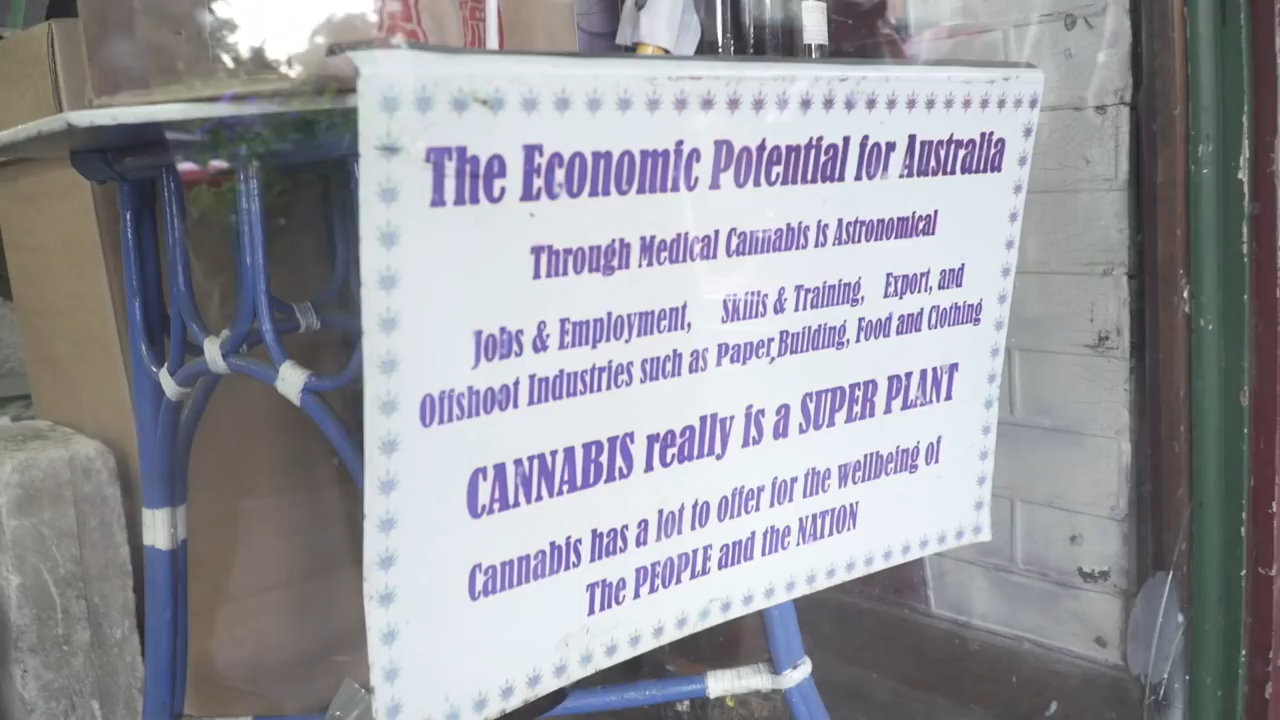 The Economic Potential for Australia
Through Medical Cannabis is Astronomical
Jobs & Employment, Skills & Training, Export, and
Offshoot Industries such as Paper, Building, Food and Clothing
CANNABIS really is a SUPER PLANT
Cannabis has a lot to offer for the wellbeing of
The PEOPLE and the NATION